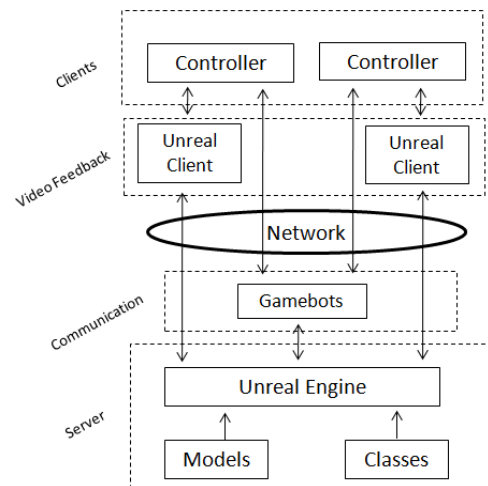 Clients
Controller
Controller
Video Feedback
Unreal
Client
Unreal
Client
Network
Communication
Gamebots
Server
Unreal Engine
Models
Classes